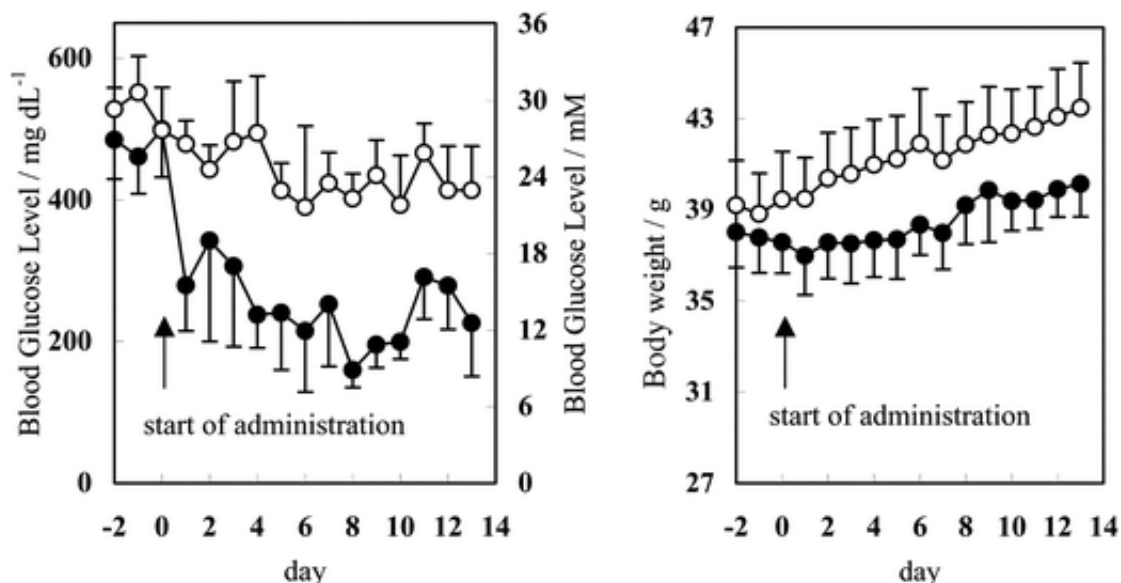 Blood Glucose Level / mg dL⁻¹
600
400
200
0
-2 0 2 4 6 8 10 12 14
day
start of administration
Blood Glucose Level / mM
36
30
24
18
12
6
0
Body weight / g
47
43
39
35
31
27
-2 0 2 4 6 8 10 12 14
day
start of administration